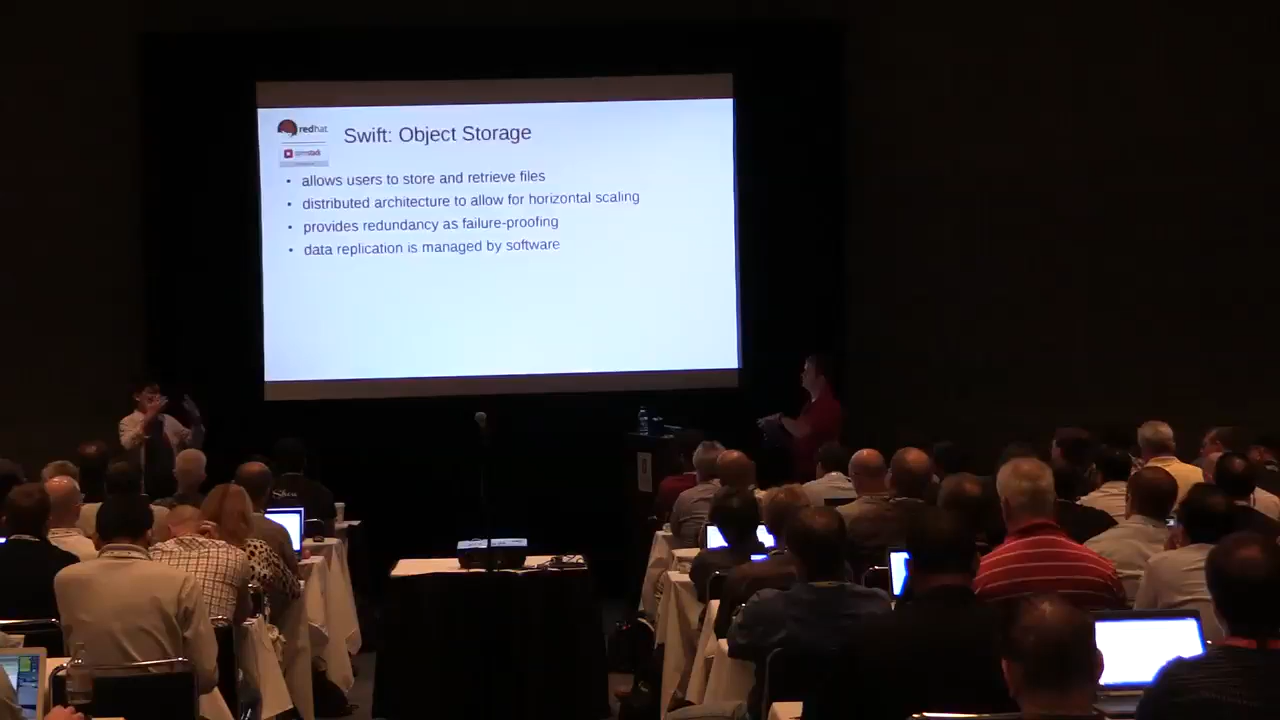 redhat
Swift: Object Storage
openstack
• allows users to store and retrieve files
• distributed architecture to allow for horizontal scaling
• provides redundancy as failure-proofing
• data replication is managed by software